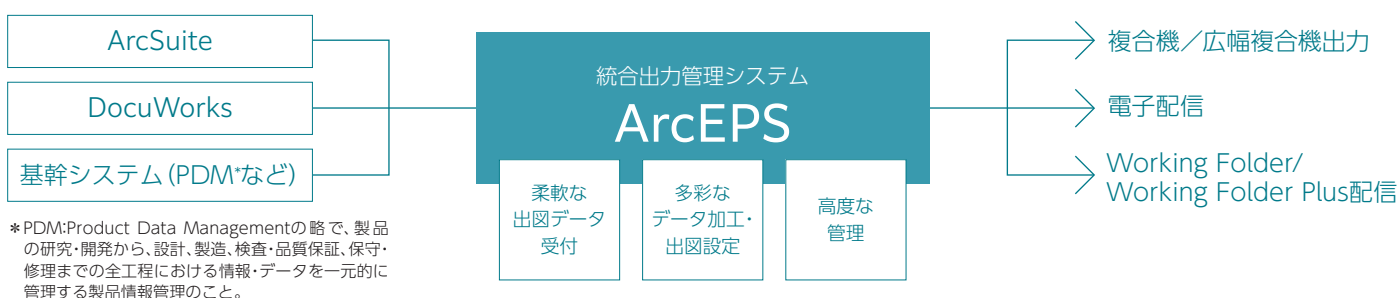 ArcSuite
DocuWorks
基幹システム(PDM*など)
*PDM:Product Data Managementの略で、製品
の研究・開発から、設計、製造、検査・品質保証、保守・
修理までの全工程における情報・データを一元的に
管理する製品情報管理のこと。
統合出力管理システム
ArcEPS
柔軟な
出図データ
受付
多彩な
データ加工・
出図設定
高度な
管理
複合機／広幅複合機出力
電子配信
Working Folder/
Working Folder Plus配信